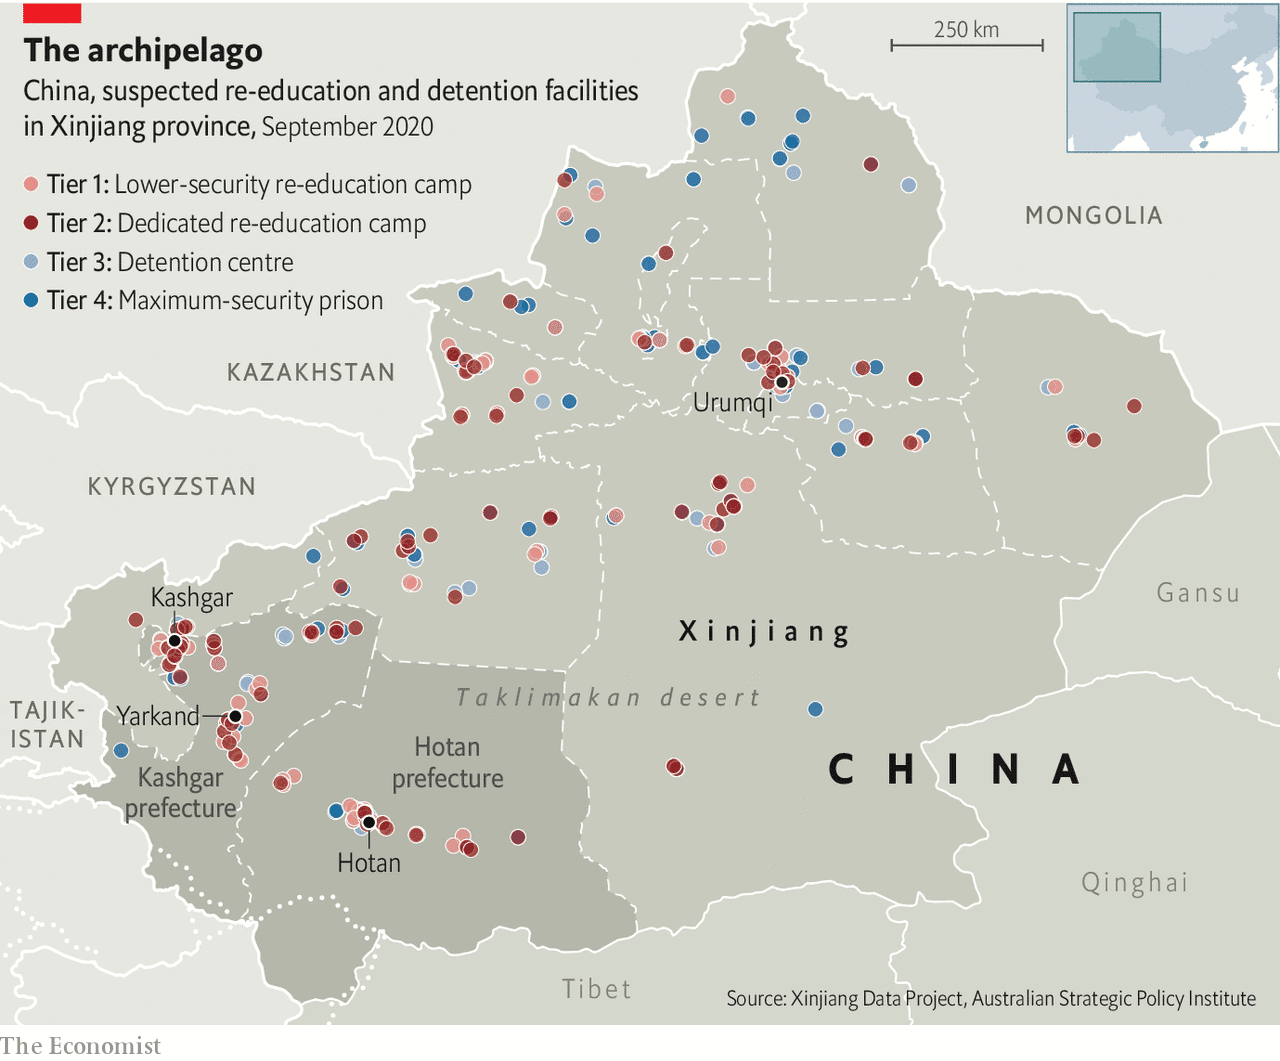 The archipelago
China, suspected re-education and detention facilities
in Xinjiang province, September 2020
Tier 1: Lower-security re-education camp
Tier 2: Dedicated re-education camp
Tier 3: Detention centre
Tier 4: Maximum-security prison
250 km
MONGOLIA
KAZAKHSTAN
Urumqi
KYRGYZSTAN
Kashgar
Gansu
Xinjiang
Taklimakan desert
TAJIK-
ISTAN
Yarkand
Hotan
prefecture
CHINA
Kashgar
prefecture
Hotan
Qinghai
Tibet
Source: Xinjiang Data Project, Australian Strategic Policy Institute
The Economist